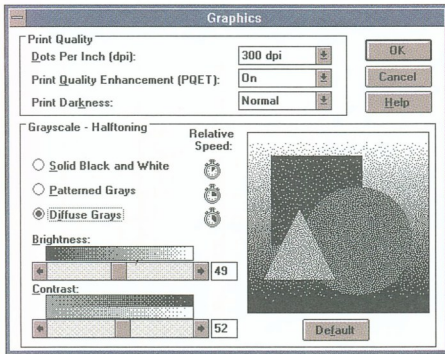 Graphics
Print Quality
Dots Per Inch (dpi):
300 dpi
OK
Print Quality Enhancement (PQET)
On
Cancel
Print Darkness:
Normal
Help
Grayscale - Halftoning
Relative
Speed:
Solid Black and White
Patterned Grays
Diffuse Grays
Brightness:
49
Contrast:
52
Default